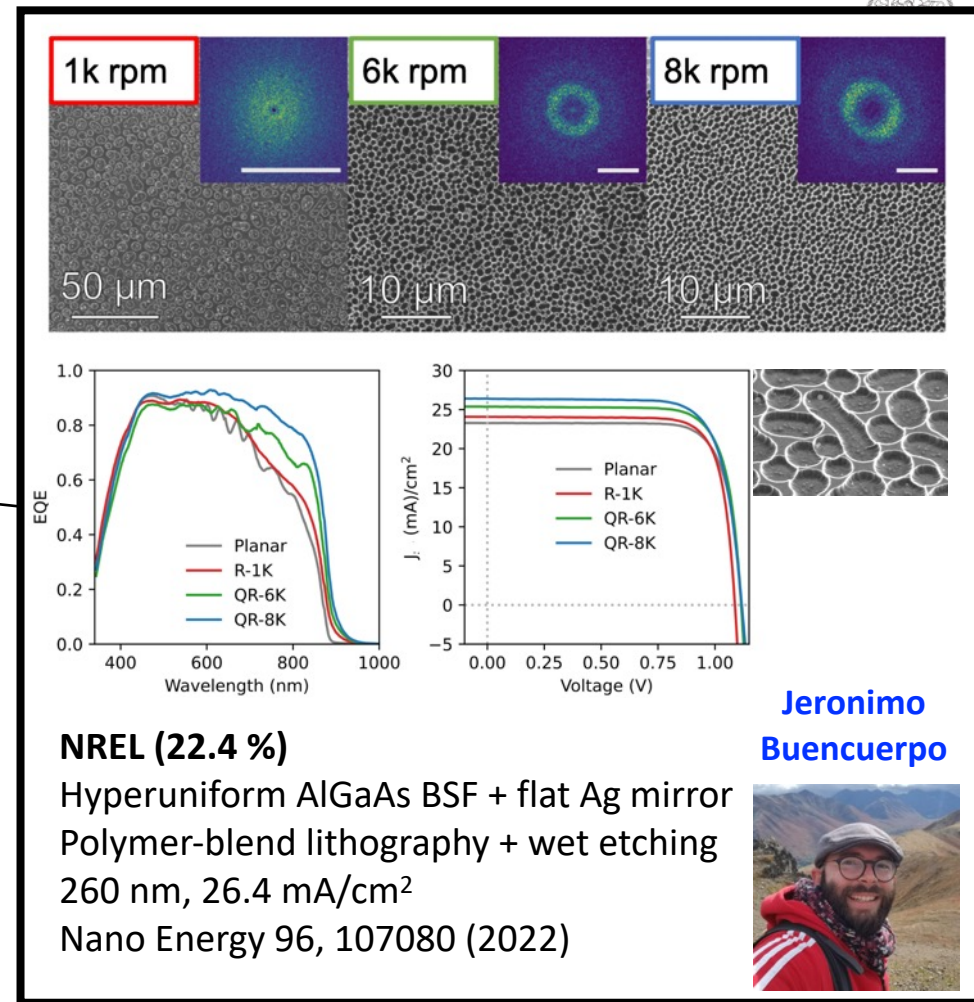 1k rpm
6k rpm
8k rpm
50 μm
10 μm
10 μm
1.0
0.8
0.6
0.4
0.2
0.0
EQE
Planar
R-1K
QR-6K
QR-8K
400
600
800
1000
Wavelength (nm)
30
25
20
15
10
5
0
−5
J (mA)/cm²
Planar
R-1K
QR-6K
QR-8K
0.00
0.25
0.50
0.75
1.00
Voltage (V)
Jeronimo
Buencuerpo
NREL (22.4 %)
Hyperuniform AlGaAs BSF + flat Ag mirror
Polymer-blend lithography + wet etching
260 nm, 26.4 mA/cm²
Nano Energy 96, 107080 (2022)